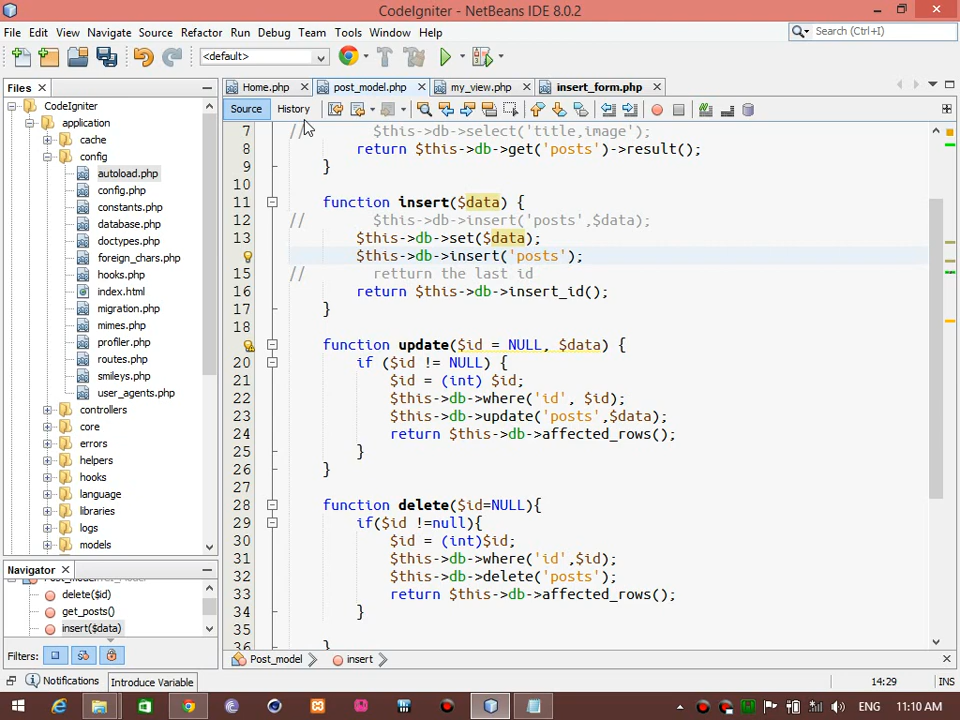 CodeIgniter - NetBeans IDE 8.0.2
File Edit View Navigate Source Refactor Run Debug Team Tools Window Help
Search (Ctrl+I)
<default>
Files
Home.php
post_model.php
my_view.php
insert_form.php
CodeIgniter
application
cache
config
autoload.php
config.php
constants.php
database.php
doctypes.php
foreign_chars.php
hooks.php
index.html
migration.php
mimes.php
profiler.php
routes.php
smileys.php
user_agents.php
controllers
core
errors
helpers
hooks
language
libraries
logs
models
Source History
7 // $this->db->select('title,image');
8 return $this->db->get('posts')->result();
9 }
10
11 function insert($data) {
12 // $this->db->insert('posts',$data);
13 $this->db->set($data);
$this->db->insert('posts');
15 // retturn the last id
16 return $this->db->insert_id();
17 }
18
function update($id = NULL, $data) {
20 if ($id != NULL) {
21 $id = (int) $id;
22 $this->db->where('id', $id);
23 $this->db->update('posts',$data);
24 return $this->db->affected_rows();
25 }
26 }
27
28 function delete($id=NULL){
29 if($id !=null){
30 $id = (int)$id;
31 $this->db->where('id',$id);
32 $this->db->delete('posts');
33 return $this->db->affected_rows();
34 }
35
36 }
Navigator
delete($id)
get_posts()
insert($data)
Filters:
Post_model insert
Notifications
Introduce Variable
14:29 INS
ENG 11:10 AM